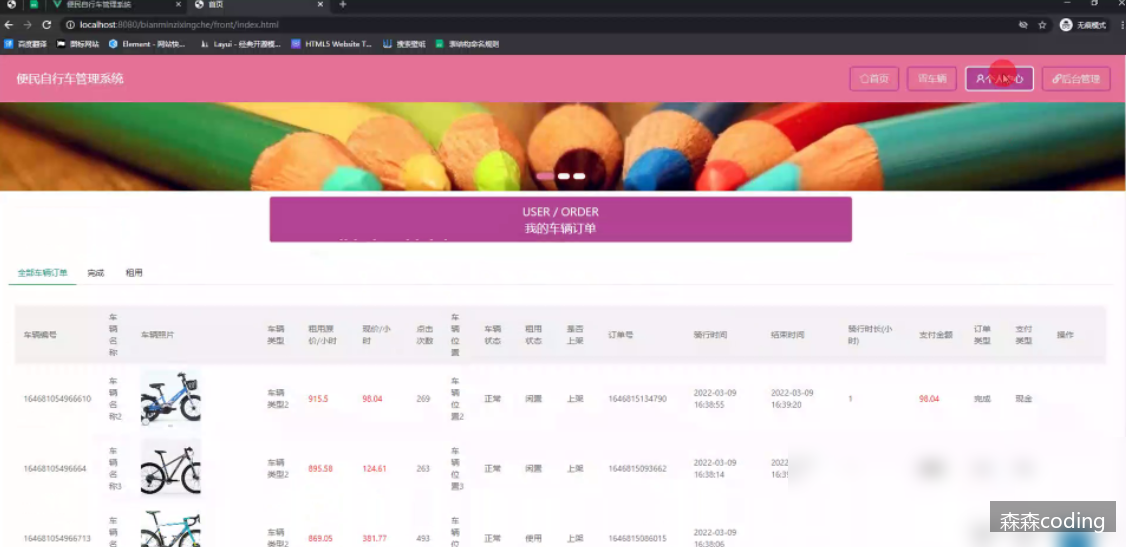 便民自行车管理系统
首页
localhost:8080/bianminzixingche/front/index.html
无痕模式
百度翻译
图标网站
Element - 网站快...
Layui - 经典开源模...
HTML5 Website T...
搜索壁纸
便民自行车管理系统
首页
车辆
个人中心
后台管理
USER / ORDER
我的车辆订单
全部车辆订单 完成 租用
车辆编号 车辆名称 车辆照片 车辆类型 租用原价/小时 现价/小时 点击次数 车辆位置 车辆状态 租用状态 是否上架 订单号 骑行时间 结束时间 骑行时长(小时) 支付金额 订单类型 支付类型 操作
164681054966610 车辆名称2 车辆类型2 915.5 98.04 269 车辆位置2 正常 闲置 上架 1646815134790 2022-03-09 16:38:55 2022-03-09 16:39:20 1 98.04 完成 现金
16468105496664 车辆名称3 车辆类型2 895.58 124.61 263 车辆位置3 正常 闲置 上架 1646815093662 2022-03-09 16:38:14
164681054966713 车辆名 车辆类型2 869.05 381.77 493 车辆位 正常 使用 上架 1646815086015 2022-03-09 16:38:06
森森coding